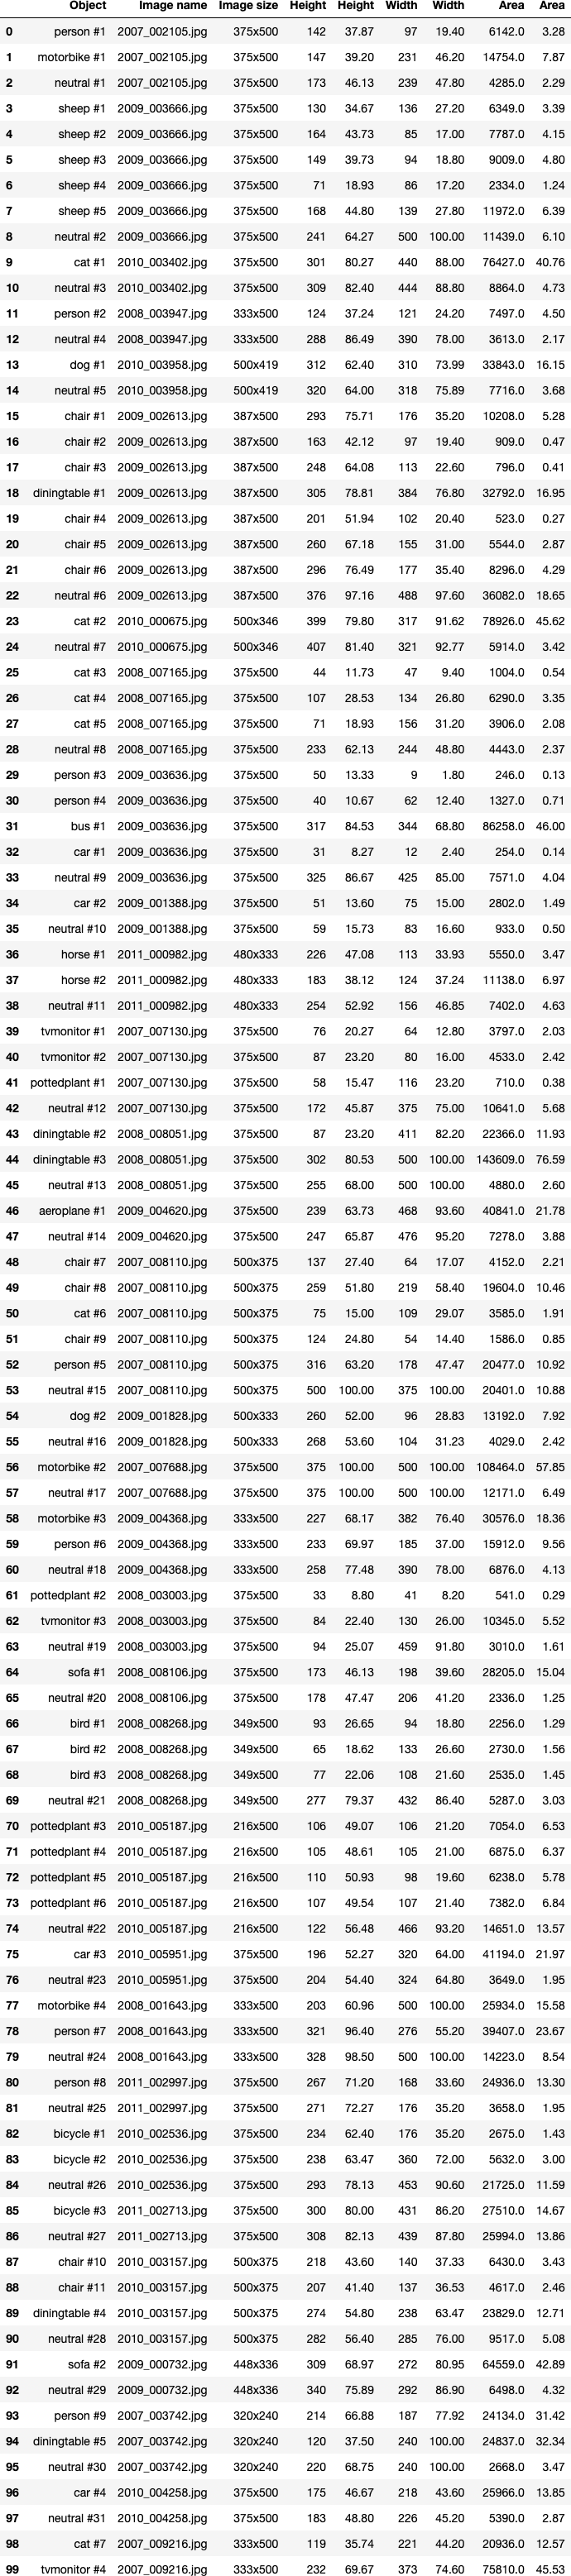 Object Image name Image size Height Height Width Width Area Area
0 person #1 2007_002105.jpg 375x500 142 37.87 97 19.40 6142.0 3.28
1 motorbike #1 2007_002105.jpg 375x500 147 39.20 231 46.20 14754.0 7.87
2 neutral #1 2007_002105.jpg 375x500 173 46.13 239 47.80 4285.0 2.29
3 sheep #1 2009_003666.jpg 375x500 130 34.67 136 27.20 6349.0 3.39
4 sheep #2 2009_003666.jpg 375x500 164 43.73 85 17.00 7787.0 4.15
5 sheep #3 2009_003666.jpg 375x500 149 39.73 94 18.80 9009.0 4.80
6 sheep #4 2009_003666.jpg 375x500 71 18.93 86 17.20 2334.0 1.24
7 sheep #5 2009_003666.jpg 375x500 168 44.80 139 27.80 11972.0 6.39
8 neutral #2 2009_003666.jpg 375x500 241 64.27 500 100.00 11439.0 6.10
9 cat #1 2010_003402.jpg 375x500 301 80.27 440 88.00 76427.0 40.76
10 neutral #3 2010_003402.jpg 375x500 309 82.40 444 88.80 8864.0 4.73
11 person #2 2008_003947.jpg 333x500 124 37.24 121 24.20 7497.0 4.50
12 neutral #4 2008_003947.jpg 333x500 288 86.49 390 78.00 3613.0 2.17
13 dog #1 2010_003958.jpg 500x419 312 62.40 310 73.99 33843.0 16.15
14 neutral #5 2010_003958.jpg 500x419 320 64.00 318 75.89 7716.0 3.68
15 chair #1 2009_002613.jpg 387x500 293 75.71 176 35.20 10208.0 5.28
16 chair #2 2009_002613.jpg 387x500 163 42.12 97 19.40 909.0 0.47
17 chair #3 2009_002613.jpg 387x500 248 64.08 113 22.60 796.0 0.41
18 diningtable #1 2009_002613.jpg 387x500 305 78.81 384 76.80 32792.0 16.95
19 chair #4 2009_002613.jpg 387x500 201 51.94 102 20.40 523.0 0.27
20 chair #5 2009_002613.jpg 387x500 260 67.18 155 31.00 5544.0 2.87
21 chair #6 2009_002613.jpg 387x500 296 76.49 177 35.40 8296.0 4.29
22 neutral #6 2009_002613.jpg 387x500 376 97.16 488 97.60 36082.0 18.65
23 cat #2 2010_000675.jpg 500x346 399 79.80 317 91.62 78926.0 45.62
24 neutral #7 2010_000675.jpg 500x346 407 81.40 321 92.77 5914.0 3.42
25 cat #3 2008_007165.jpg 375x500 44 11.73 47 9.40 1004.0 0.54
26 cat #4 2008_007165.jpg 375x500 107 28.53 134 26.80 6290.0 3.35
27 cat #5 2008_007165.jpg 375x500 71 18.93 156 31.20 3906.0 2.08
28 neutral #8 2008_007165.jpg 375x500 233 62.13 244 48.80 4443.0 2.37
29 person #3 2009_003636.jpg 375x500 50 13.33 9 1.80 246.0 0.13
30 person #4 2009_003636.jpg 375x500 40 10.67 62 12.40 1327.0 0.71
31 bus #1 2009_003636.jpg 375x500 317 84.53 344 68.80 86258.0 46.00
32 car #1 2009_003636.jpg 375x500 31 8.27 12 2.40 254.0 0.14
33 neutral #9 2009_003636.jpg 375x500 325 86.67 425 85.00 7571.0 4.04
34 car #2 2009_001388.jpg 375x500 51 13.60 75 15.00 2802.0 1.49
35 neutral #10 2009_001388.jpg 375x500 59 15.73 83 16.60 933.0 0.50
36 horse #1 2011_000982.jpg 480x333 226 47.08 113 33.93 5550.0 3.47
37 horse #2 2011_000982.jpg 480x333 183 38.12 124 37.24 11138.0 6.97
38 neutral #11 2011_000982.jpg 480x333 254 52.92 156 46.85 7402.0 4.63
39 tvmonitor #1 2007_007130.jpg 375x500 76 20.27 64 12.80 3797.0 2.03
40 tvmonitor #2 2007_007130.jpg 375x500 87 23.20 80 16.00 4533.0 2.42
41 pottedplant #1 2007_007130.jpg 375x500 58 15.47 116 23.20 710.0 0.38
42 neutral #12 2007_007130.jpg 375x500 172 45.87 375 75.00 10641.0 5.68
43 diningtable #2 2008_008051.jpg 375x500 87 23.20 411 82.20 22366.0 11.93
44 diningtable #3 2008_008051.jpg 375x500 302 80.53 500 100.00 143609.0 76.59
45 neutral #13 2008_008051.jpg 375x500 255 68.00 500 100.00 4880.0 2.60
46 aeroplane #1 2009_004620.jpg 375x500 239 63.73 468 93.60 40841.0 21.78
47 neutral #14 2009_004620.jpg 375x500 247 65.87 476 95.20 7278.0 3.88
48 chair #7 2007_008110.jpg 500x375 137 27.40 64 17.07 4152.0 2.21
49 chair #8 2007_008110.jpg 500x375 259 51.80 219 58.40 19604.0 10.46
50 cat #6 2007_008110.jpg 500x375 75 15.00 109 29.07 3585.0 1.91
51 chair #9 2007_008110.jpg 500x375 124 24.80 54 14.40 1586.0 0.85
52 person #5 2007_008110.jpg 500x375 316 63.20 178 47.47 20477.0 10.92
53 neutral #15 2007_008110.jpg 500x375 500 100.00 375 100.00 20401.0 10.88
54 dog #2 2009_001828.jpg 500x333 260 52.00 96 28.83 13192.0 7.92
55 neutral #16 2009_001828.jpg 500x333 268 53.60 104 31.23 4029.0 2.42
56 motorbike #2 2007_007688.jpg 375x500 375 100.00 500 100.00 108464.0 57.85
57 neutral #17 2007_007688.jpg 375x500 375 100.00 500 100.00 12171.0 6.49
58 motorbike #3 2009_004368.jpg 333x500 227 68.17 382 76.40 30576.0 18.36
59 person #6 2009_004368.jpg 333x500 233 69.97 185 37.00 15912.0 9.56
60 neutral #18 2009_004368.jpg 333x500 258 77.48 390 78.00 6876.0 4.13
61 pottedplant #2 2008_003003.jpg 375x500 33 8.80 41 8.20 541.0 0.29
62 tvmonitor #3 2008_003003.jpg 375x500 84 22.40 130 26.00 10345.0 5.52
63 neutral #19 2008_003003.jpg 375x500 94 25.07 459 91.80 3010.0 1.61
64 sofa #1 2008_008106.jpg 375x500 173 46.13 198 39.60 28205.0 15.04
65 neutral #20 2008_008106.jpg 375x500 178 47.47 206 41.20 2336.0 1.25
66 bird #1 2008_008268.jpg 349x500 93 26.65 94 18.80 2256.0 1.29
67 bird #2 2008_008268.jpg 349x500 65 18.62 133 26.60 2730.0 1.56
68 bird #3 2008_008268.jpg 349x500 77 22.06 108 21.60 2535.0 1.45
69 neutral #21 2008_008268.jpg 349x500 277 79.37 432 86.40 5287.0 3.03
70 pottedplant #3 2010_005187.jpg 216x500 106 49.07 106 21.20 7054.0 6.53
71 pottedplant #4 2010_005187.jpg 216x500 105 48.61 105 21.00 6875.0 6.37
72 pottedplant #5 2010_005187.jpg 216x500 110 50.93 98 19.60 6238.0 5.78
73 pottedplant #6 2010_005187.jpg 216x500 107 49.54 107 21.40 7382.0 6.84
74 neutral #22 2010_005187.jpg 216x500 122 56.48 466 93.20 14651.0 13.57
75 car #3 2010_005951.jpg 375x500 196 52.27 320 64.00 41194.0 21.97
76 neutral #23 2010_005951.jpg 375x500 204 54.40 324 64.80 3649.0 1.95
77 motorbike #4 2008_001643.jpg 333x500 203 60.96 500 100.00 25934.0 15.58
78 person #7 2008_001643.jpg 333x500 321 96.40 276 55.20 39407.0 23.67
79 neutral #24 2008_001643.jpg 333x500 328 98.50 500 100.00 14223.0 8.54
80 person #8 2011_002997.jpg 375x500 267 71.20 168 33.60 24936.0 13.30
81 neutral #25 2011_002997.jpg 375x500 271 72.27 176 35.20 3658.0 1.95
82 bicycle #1 2010_002536.jpg 375x500 234 62.40 176 35.20 2675.0 1.43
83 bicycle #2 2010_002536.jpg 375x500 238 63.47 360 72.00 5632.0 3.00
84 neutral #26 2010_002536.jpg 375x500 293 78.13 453 90.60 21725.0 11.59
85 bicycle #3 2011_002713.jpg 375x500 300 80.00 431 86.20 27510.0 14.67
86 neutral #27 2011_002713.jpg 375x500 308 82.13 439 87.80 25994.0 13.86
87 chair #10 2010_003157.jpg 500x375 218 43.60 140 37.33 6430.0 3.43
88 chair #11 2010_003157.jpg 500x375 207 41.40 137 36.53 4617.0 2.46
89 diningtable #4 2010_003157.jpg 500x375 274 54.80 238 63.47 23829.0 12.71
90 neutral #28 2010_003157.jpg 500x375 282 56.40 285 76.00 9517.0 5.08
91 sofa #2 2009_000732.jpg 448x336 309 68.97 272 80.95 64559.0 42.89
92 neutral #29 2009_000732.jpg 448x336 340 75.89 292 86.90 6498.0 4.32
93 person #9 2007_003742.jpg 320x240 214 66.88 187 77.92 24134.0 31.42
94 diningtable #5 2007_003742.jpg 320x240 120 37.50 240 100.00 24837.0 32.34
95 neutral #30 2007_003742.jpg 320x240 220 68.75 240 100.00 2668.0 3.47
96 car #4 2010_004258.jpg 375x500 175 46.67 218 43.60 25966.0 13.85
97 neutral #31 2010_004258.jpg 375x500 183 48.80 226 45.20 5390.0 2.87
98 cat #7 2007_009216.jpg 333x500 119 35.74 221 44.20 20936.0 12.57
99 tvmonitor #4 2007_009216.jpg 333x500 232 69.67 373 74.60 75810.0 45.53